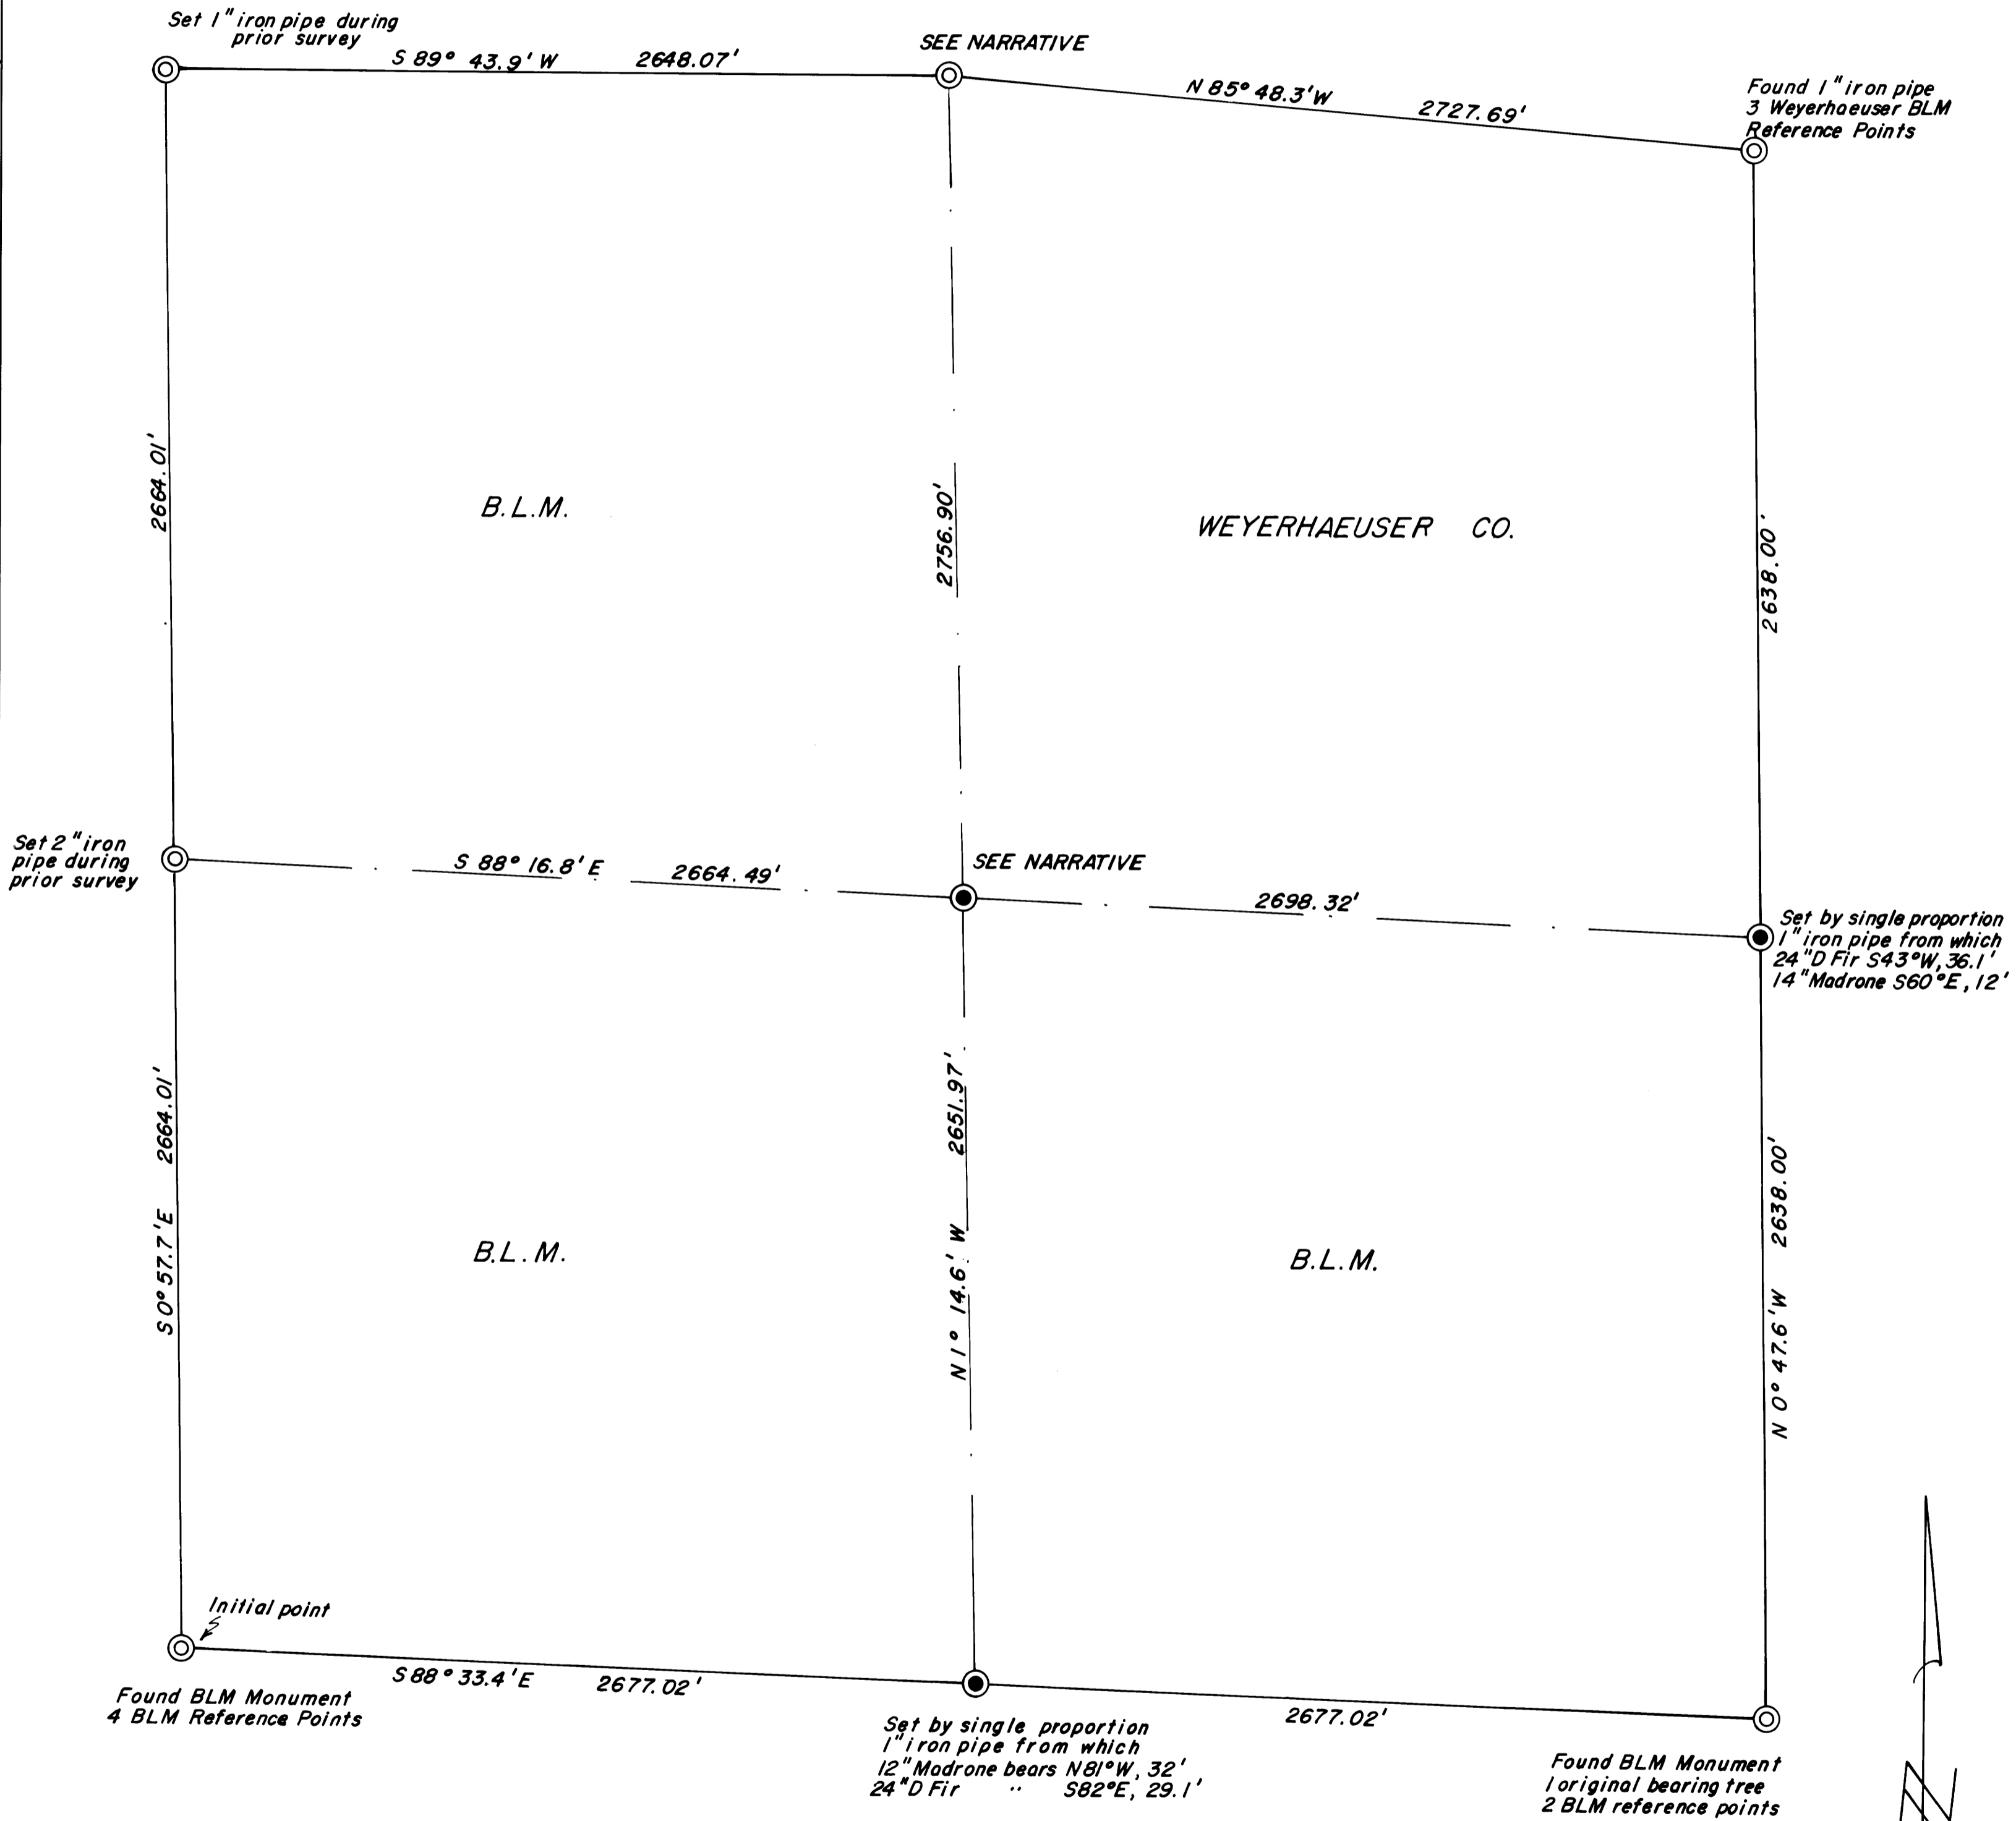 Set 1" iron pipe during
prior survey
S 89° 43.9' W 2648.07'
SEE NARRATIVE
N 85° 48.3' W 2727.69'
Found 1" iron pipe
3 Weyerhaeuser BLM
Reference Points
2664.01'
B.L.M.
2756.90'
WEYERHAEUSER CO.
2638.00'
Set 2" iron
pipe during
prior survey
S 88° 16.8' E 2664.49'
SEE NARRATIVE
2698.32'
Set by single proportion
1" iron pipe from which
24" D Fir S43°W, 36.1'
14" Madrone S60°E, 12'
S 0° 57.7' E 2664.01'
B.L.M.
N 1° 14.6' W 2651.97'
B.L.M.
N 0° 47.6' W 2638.00'
Initial point
S 88° 33.4' E 2677.02'
2677.02'
Found BLM Monument
4 BLM Reference Points
Set by single proportion
1" iron pipe from which
12" Madrone bears N81°W, 32'
24" D Fir " S82°E, 29.1'
Found BLM Monument
1 original bearing tree
2 BLM reference points
N